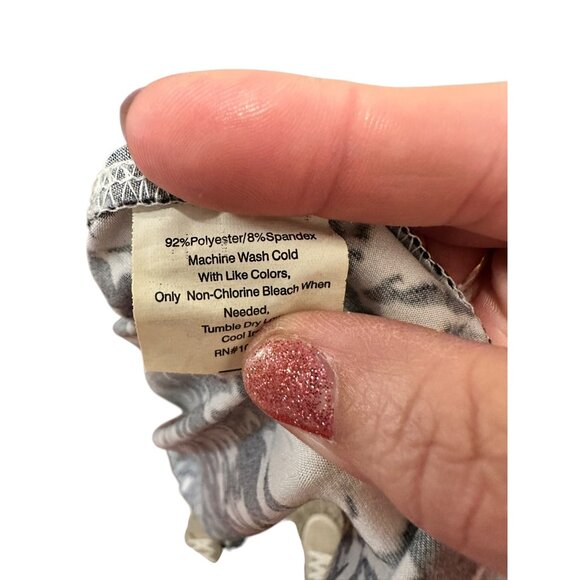 92%Polyester/8%Spandex
Machine Wash Cold
With Like Colors,
Only Non-Chlorine Bleach When
Needed,
Tumble Dry
Cool